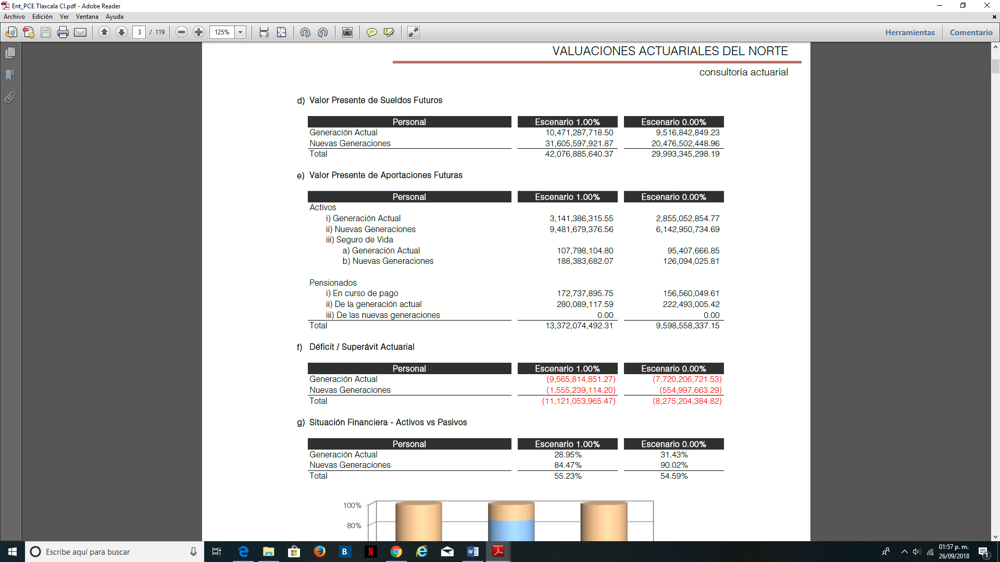 Ent_PCE Tlaxcala CI.pdf - Adobe Reader
Archivo Edición Ver Ventana Ayuda
3 / 119 125% Herramientas Comentario
VALUACIONES ACTUARIALES DEL NORTE
consultoría actuarial
d) Valor Presente de Sueldos Futuros
Personal Escenario 1.00% Escenario 0.00%
Generación Actual 10,471,287,718.50 9,516,842,849.23
Nuevas Generaciones 31,605,597,921.87 20,476,502,448.96
Total 42,076,885,640.37 29,993,345,298.19
e) Valor Presente de Aportaciones Futuras
Personal Escenario 1.00% Escenario 0.00%
Activos
i) Generación Actual 3,141,386,315.55 2,855,052,854.77
ii) Nuevas Generaciones 9,481,679,376.56 6,142,950,734.69
iii) Seguro de Vida
a) Generación Actual 107,798,104.80 95,407,666.85
b) Nuevas Generaciones 188,383,682.07 126,094,025.81
Pensionados
i) En curso de pago 172,737,895.75 156,560,049.61
ii) De la generación actual 280,089,117.59 222,493,005.42
iii) De las nuevas generaciones 0.00 0.00
Total 13,372,074,492.31 9,598,558,337.15
f) Déficit / Superávit Actuarial
Personal Escenario 1.00% Escenario 0.00%
Generación Actual (9,565,814,851.27) (7,720,206,721.53)
Nuevas Generaciones (1,555,239,114.20) (554,997,663.29)
Total (11,121,053,965.47) (8,275,204,384.82)
g) Situación Financiera - Activos vs Pasivos
Personal Escenario 1.00% Escenario 0.00%
Generación Actual 28.95% 31.43%
Nuevas Generaciones 84.47% 90.02%
Total 55.23% 54.59%
100%
80%
Escribe aquí para buscar
B.
N
01:57 p. m.
26/09/2018
1